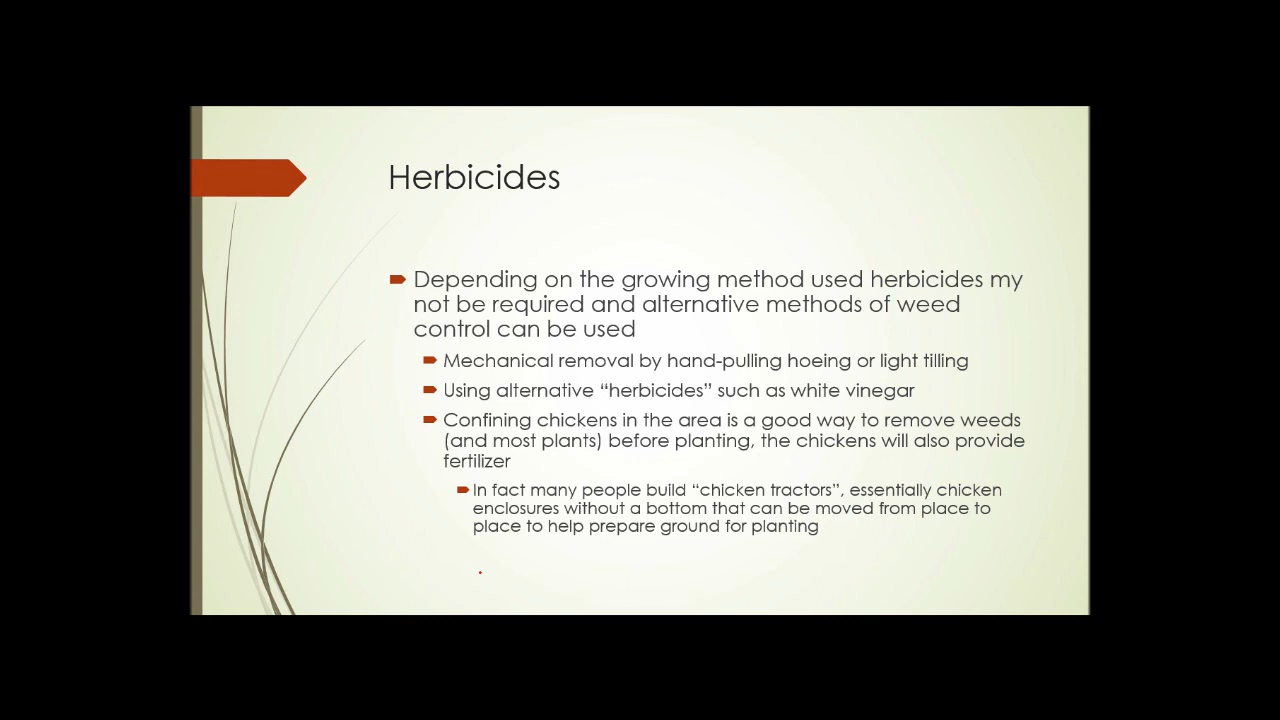 Herbicides
Depending on the growing method used herbicides my
not be required and alternative methods of weed
control can be used
Mechanical removal by hand-pulling hoeing or light tilling
Using alternative “herbicides” such as white vinegar
Confining chickens in the area is a good way to remove weeds
(and most plants) before planting, the chickens will also provide
fertilizer
In fact many people build “chicken tractors”, essentially chicken
enclosures without a bottom that can be moved from place to
place to help prepare ground for planting